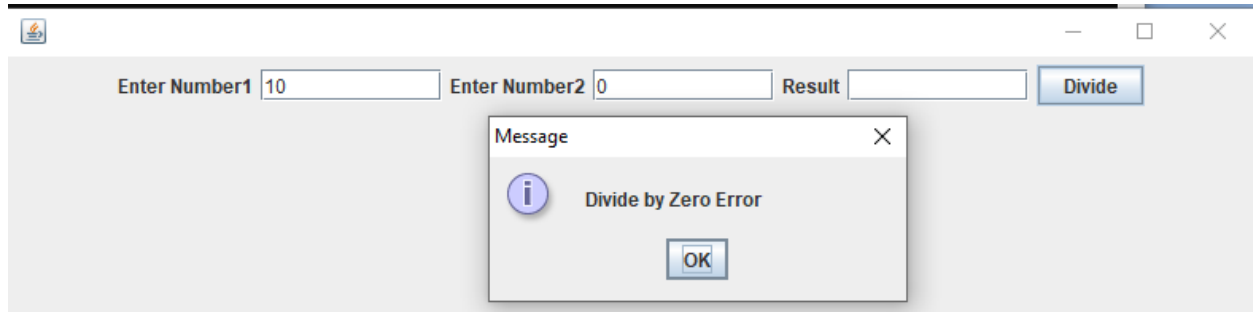 Enter Number1 10 Enter Number2 0 Result Divide
Message
i Divide by Zero Error
OK